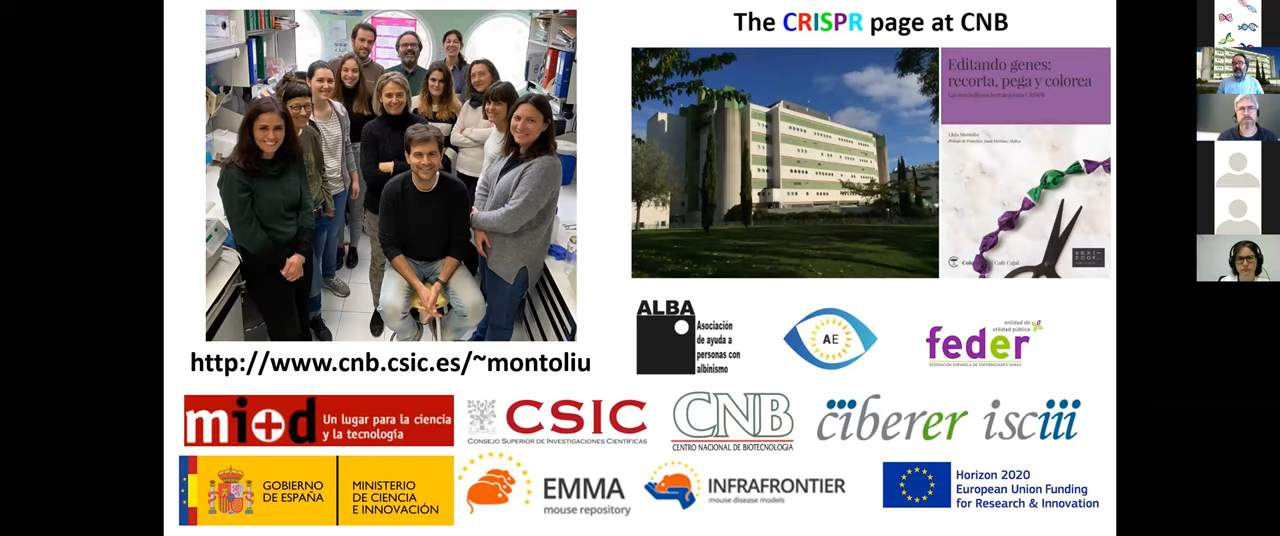 The CRISPR page at CNB
Editando genes:
recorta, pega y colorea
Lluís Montoliu
http://www.cnb.csic.es/~montoliu
ALBA
Asociación
de ayuda a
personas con
albinismo
AE
entidad de
utilidad pública
feder
FEDERACIÓN ESPAÑOLA DE ENFERMEDADES RARAS
mi+d
Un lugar para la ciencia
y la tecnología
CSIC
CONSEJO SUPERIOR DE INVESTIGACIONES CIENTÍFICAS
CNB
CENTRO NACIONAL DE BIOTECNOLOGÍA
ciberer isciii
GOBIERNO
DE ESPAÑA
MINISTERIO
DE CIENCIA
E INNOVACIÓN
EMMA
mouse repository
INFRAFRONTIER
mouse disease models
Horizon 2020
European Union Funding
for Research & Innovation